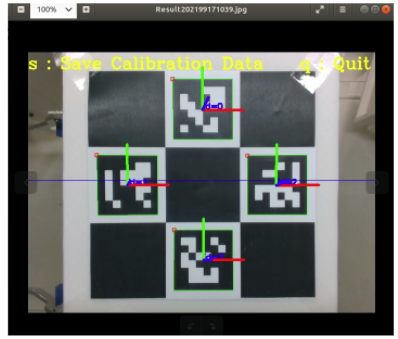 100% Result202199171039.jpg
s : Save Calibration Data q : Quit
id=0